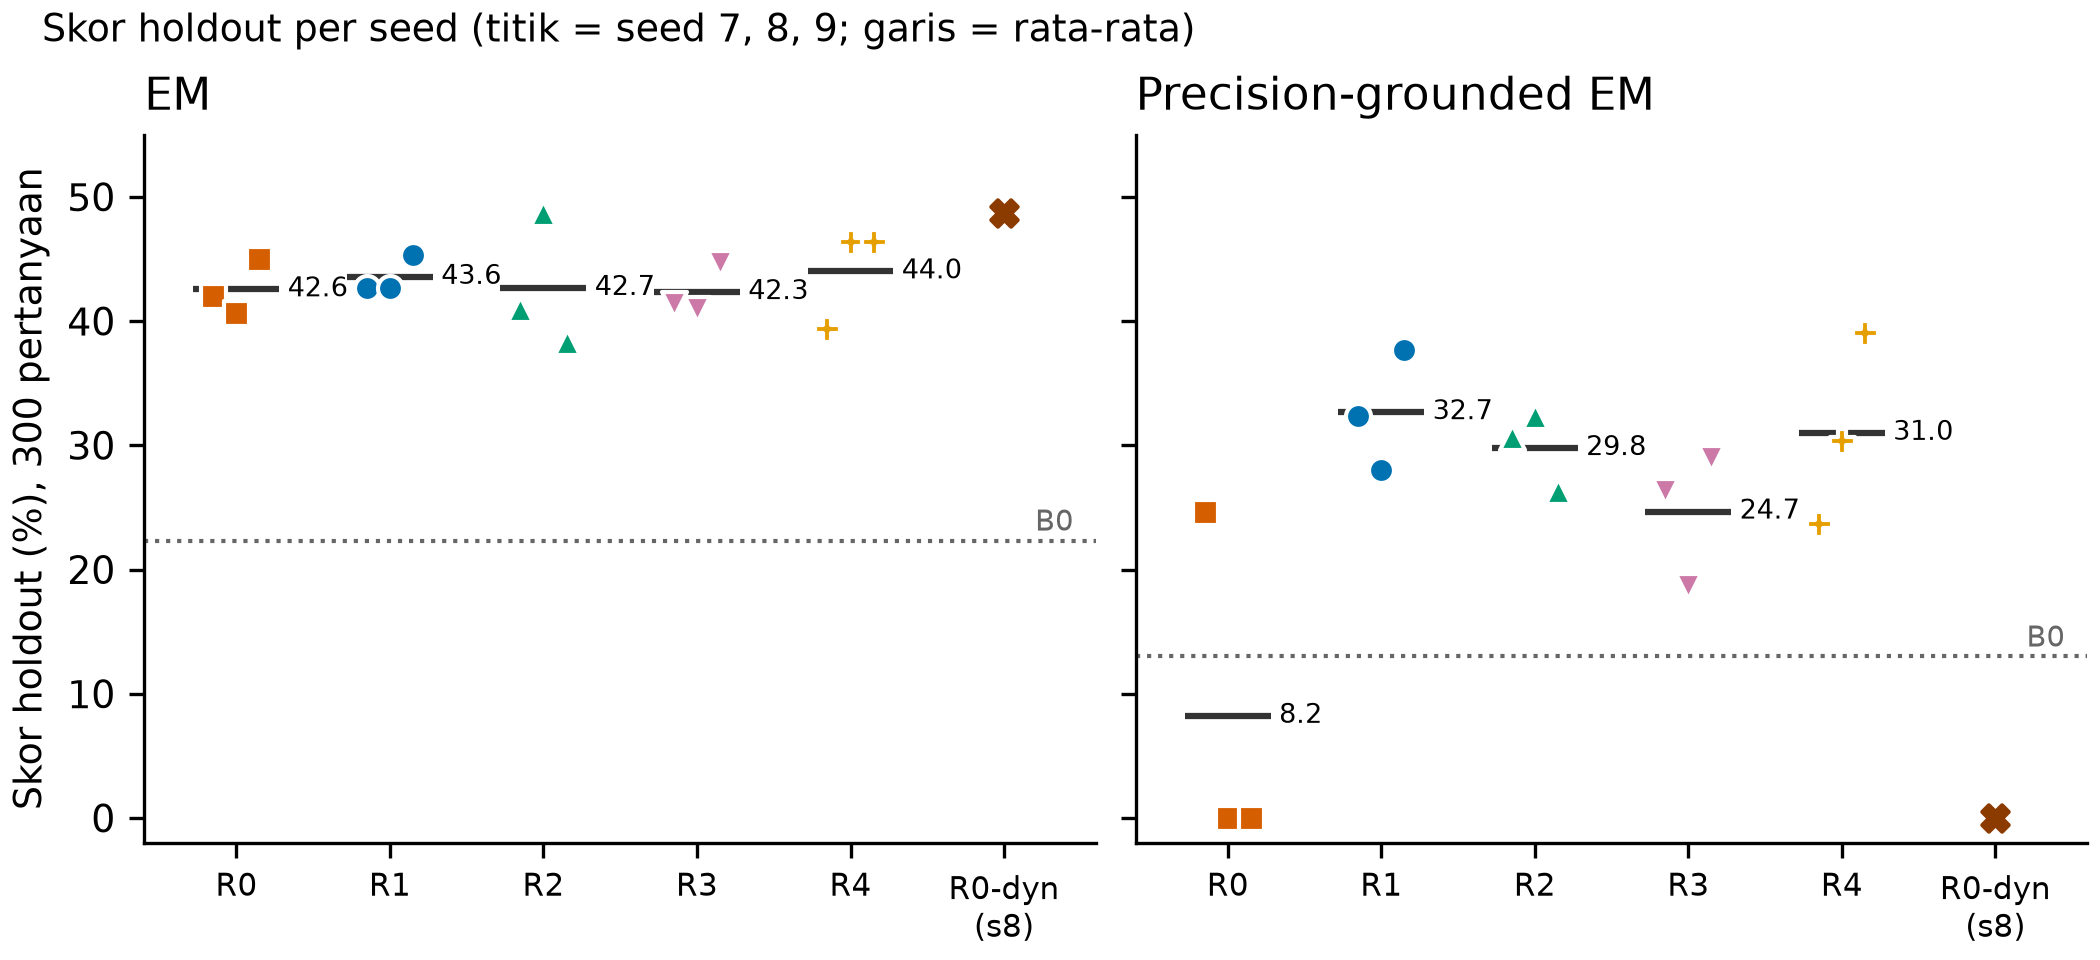 Skor holdout per seed (titik = seed 7, 8, 9; garis = rata-rata)
EM
Skor holdout (%), 300 pertanyaan
50
40
30
20
10
0
42.6
43.6
42.7
42.3
44.0
B0
R0
R1
R2
R3
R4
R0-dyn
(s8)
Precision-grounded EM
8.2
32.7
29.8
24.7
31.0
B0
R0
R1
R2
R3
R4
R0-dyn
(s8)